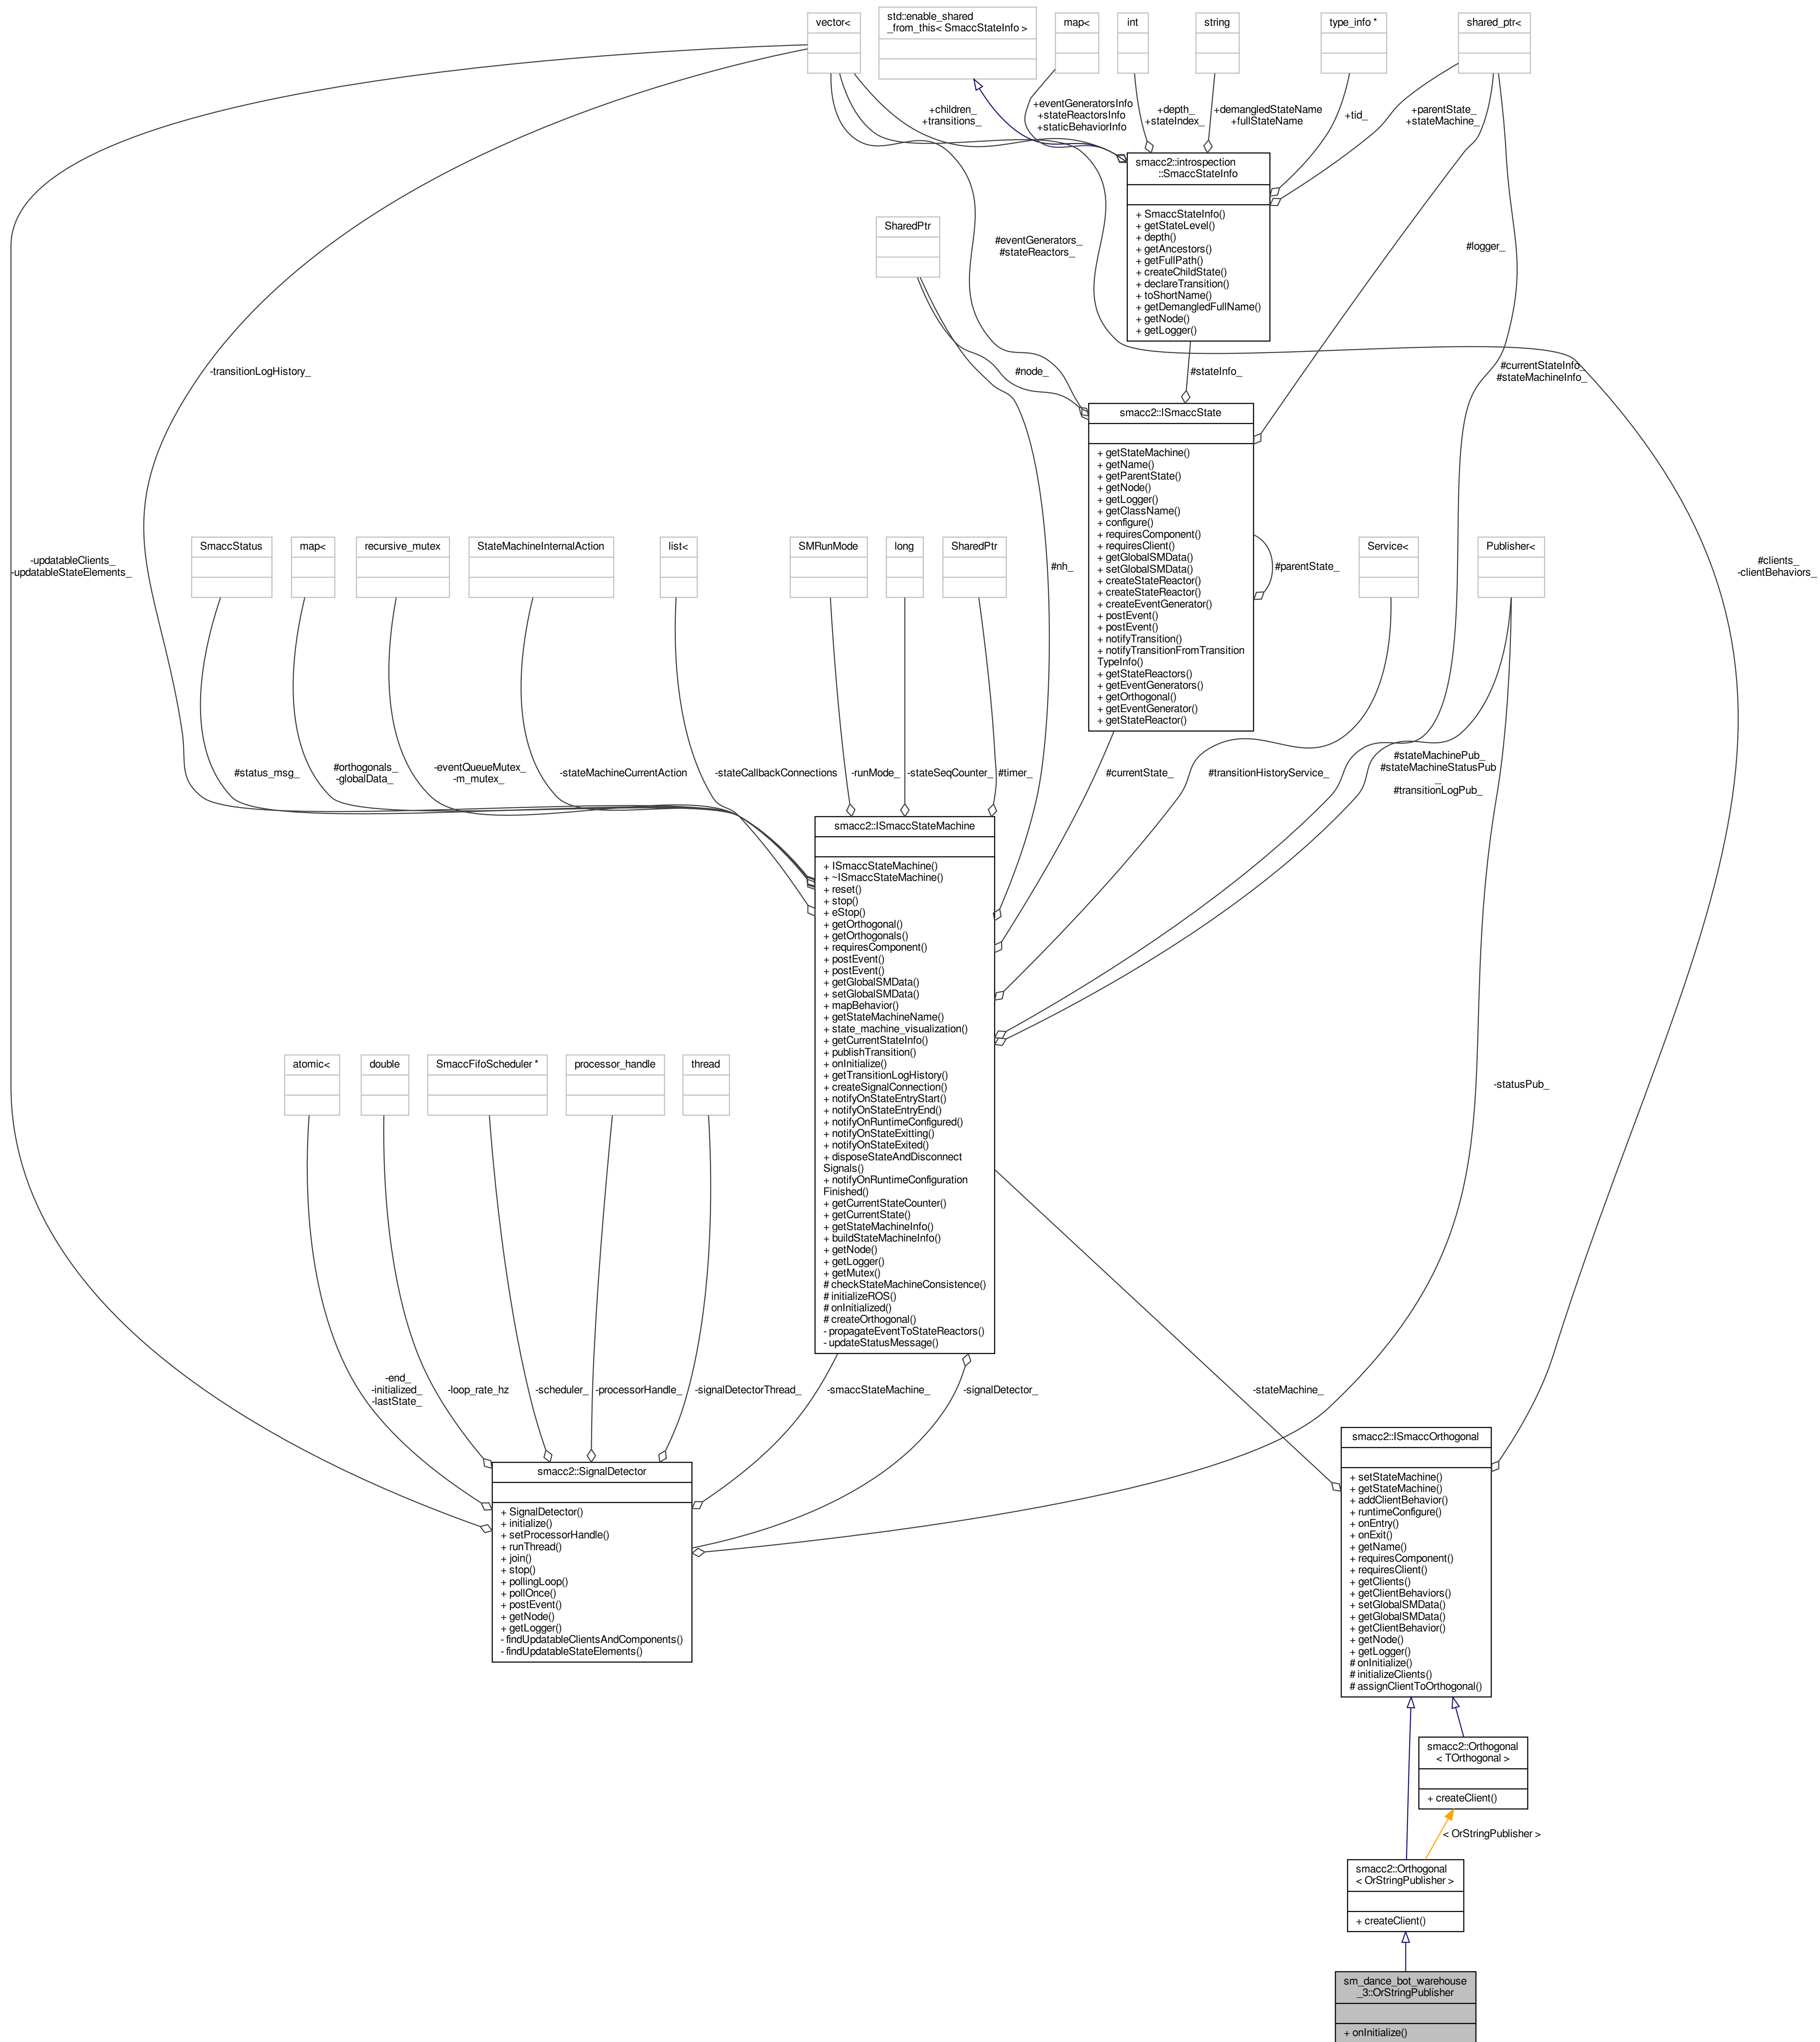 vector<
std::enable_shared
_from_this< SmaccStateInfo >
map<
int
string
type_info *
shared_ptr<
+children_
+transitions_
+eventGeneratorsInfo
+stateReactorsInfo
+staticBehaviorInfo
+depth_
+stateIndex_
+demangledStateName
+fullStateName
+tid_
+parentState_
+stateMachine_
smacc2::introspection
::SmaccStateInfo
+ SmaccStateInfo()
+ getStateLevel()
+ depth()
+ getAncestors()
+ getFullPath()
+ createChildState()
+ declareTransition()
+ toShortName()
+ getDemangledFullName()
+ getNode()
+ getLogger()
SharedPtr
#eventGenerators_
#stateReactors_
#logger_
-transitionLogHistory_
#node_
#stateInfo_
#currentStateInfo_
#stateMachineInfo_
smacc2::ISmaccState
+ getStateMachine()
+ getName()
+ getParentState()
+ getNode()
+ getLogger()
+ getClassName()
+ configure()
+ requiresComponent()
+ requiresClient()
+ getGlobalSMData()
+ setGlobalSMData()
+ createStateReactor()
+ createStateReactor()
+ createEventGenerator()
+ postEvent()
+ postEvent()
+ notifyTransition()
+ notifyTransitionFromTransition
TypeInfo()
+ getStateReactors()
+ getEventGenerators()
+ getOrthogonal()
+ getEventGenerator()
+ getStateReactor()
#parentState_
-updatableClients_
-updatableStateElements_
SmaccStatus
map<
recursive_mutex
StateMachineInternalAction
list<
SMRunMode
long
SharedPtr
#nh_
Service<
Publisher<
#clients_
-clientBehaviors_
#status_msg_
#orthogonals_
-globalData_
-eventQueueMutex_
-m_mutex_
-stateMachineCurrentAction
-stateCallbackConnections
-runMode_
-stateSeqCounter_
#timer_
#currentState_
#transitionHistoryService_
#stateMachinePub_
#stateMachineStatusPub
_
#transitionLogPub_
smacc2::ISmaccStateMachine
+ ISmaccStateMachine()
+ ~ISmaccStateMachine()
+ reset()
+ stop()
+ eStop()
+ getOrthogonal()
+ getOrthogonals()
+ requiresComponent()
+ postEvent()
+ postEvent()
+ getGlobalSMData()
+ setGlobalSMData()
+ mapBehavior()
+ getStateMachineName()
+ state_machine_visualization()
+ getCurrentStateInfo()
+ publishTransition()
+ onInitialize()
+ getTransitionLogHistory()
+ createSignalConnection()
+ notifyOnStateEntryStart()
+ notifyOnStateEntryEnd()
+ notifyOnRuntimeConfigured()
+ notifyOnStateExitting()
+ notifyOnStateExited()
+ disposeStateAndDisconnect
Signals()
+ notifyOnRuntimeConfiguration
Finished()
+ getCurrentStateCounter()
+ getCurrentState()
+ getStateMachineInfo()
+ buildStateMachineInfo()
+ getNode()
+ getLogger()
+ getMutex()
# checkStateMachineConsistence()
# initializeROS()
# onInitialized()
# createOrthogonal()
- propagateEventToStateReactors()
- updateStatusMessage()
atomic<
double
SmaccFifoScheduler *
processor_handle
thread
-statusPub_
-end_
-initialized_
-lastState_
-loop_rate_hz
-scheduler_
-processorHandle_
-signalDetectorThread_
-smaccStateMachine_
-signalDetector_
-stateMachine_
smacc2::SignalDetector
+ SignalDetector()
+ initialize()
+ setProcessorHandle()
+ runThread()
+ join()
+ stop()
+ pollingLoop()
+ pollOnce()
+ postEvent()
+ getNode()
+ getLogger()
- findUpdatableClientsAndComponents()
- findUpdatableStateElements()
smacc2::ISmaccOrthogonal
+ setStateMachine()
+ getStateMachine()
+ addClientBehavior()
+ runtimeConfigure()
+ onEntry()
+ onExit()
+ getName()
+ requiresComponent()
+ requiresClient()
+ getClients()
+ getClientBehaviors()
+ setGlobalSMData()
+ getGlobalSMData()
+ getClientBehavior()
+ getNode()
+ getLogger()
# onInitialize()
# initializeClients()
# assignClientToOrthogonal()
smacc2::Orthogonal
< TOrthogonal >
+ createClient()
< OrStringPublisher >
smacc2::Orthogonal
< OrStringPublisher >
+ createClient()
sm_dance_bot_warehouse
_3::OrStringPublisher
+ onInitialize()